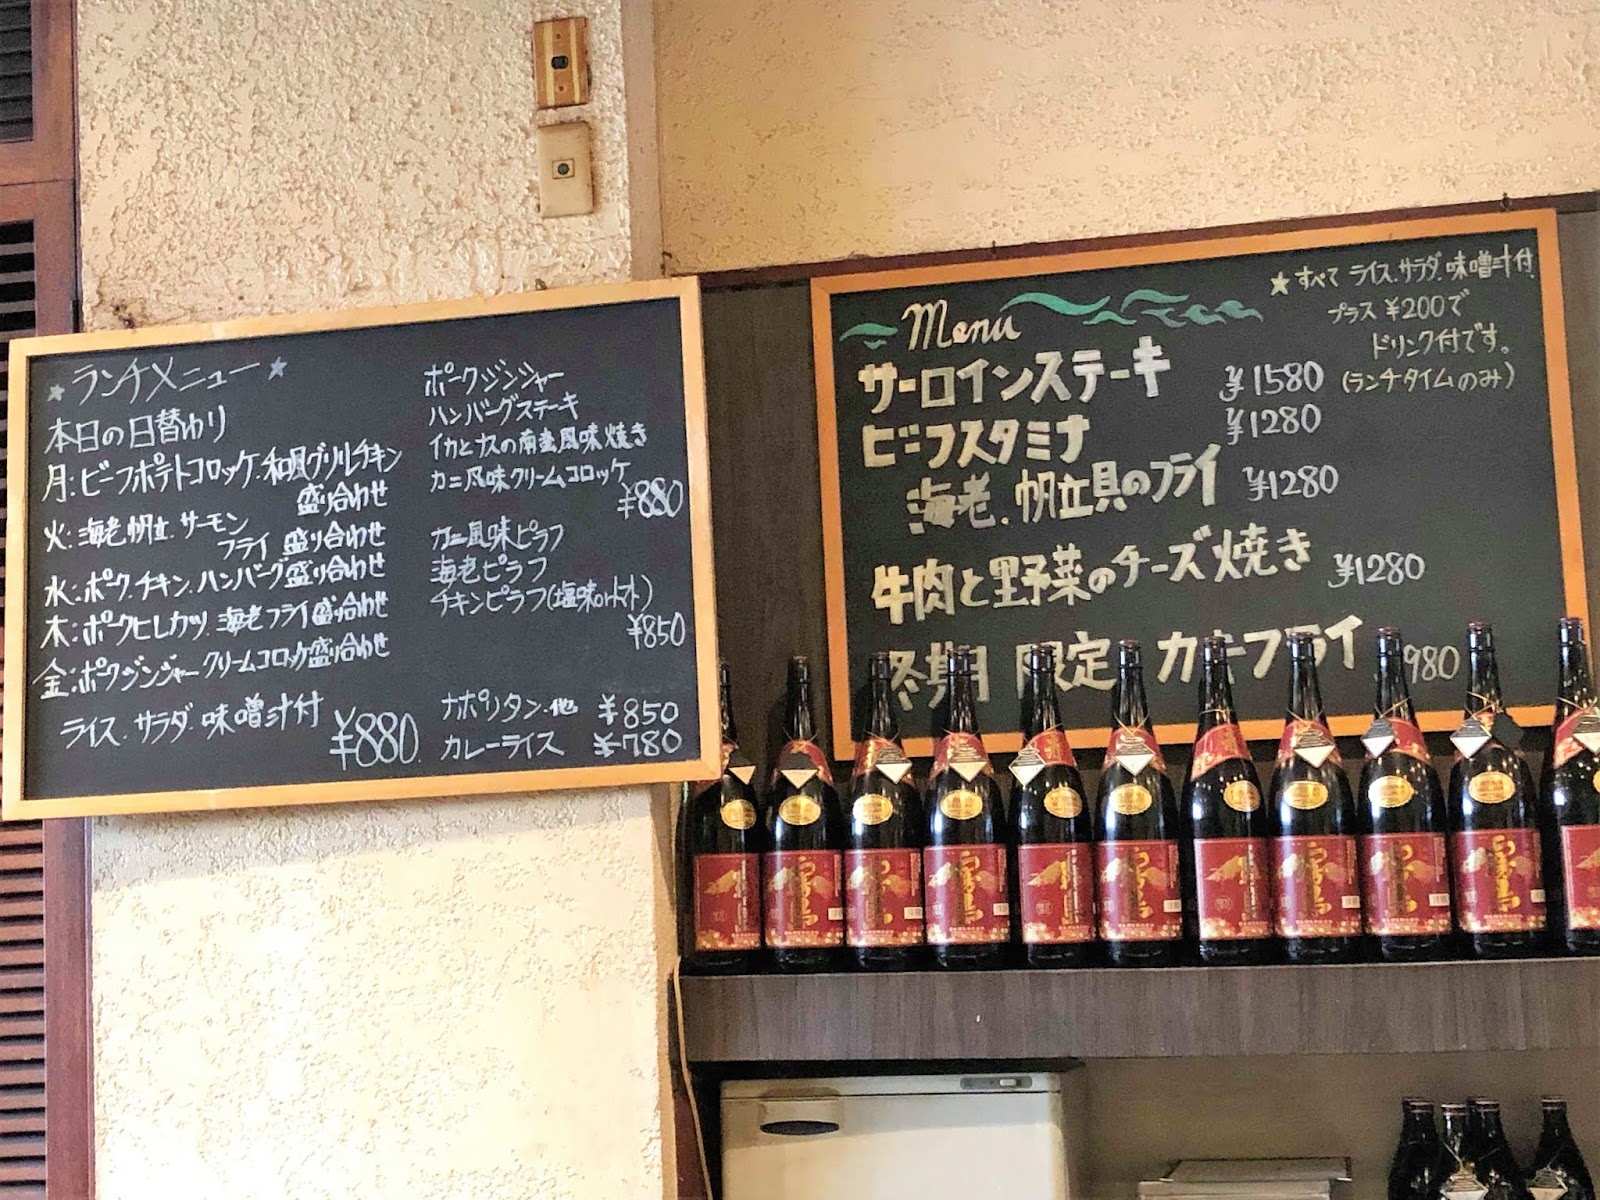 ★ランチメニュー★
本日の日替わり
月:ビーフポテトコロッケ.和風グリルチキン
盛り合わせ
火:海老.帆立.サーモン
フライ 盛り合わせ
水:ポーク.チキン.ハンバーグ盛り合わせ
木:ポークヒレカツ.海老フライ盛り合わせ
金:ポークジンジャー クリームコロッケ盛り合わせ
ライス.サラダ.味噌汁付
¥880.
ポークジンジャー
ハンバーグステーキ
イカとナスの南蛮風味焼き
カニ風味クリームコロッケ
¥880
カニ風味ピラフ
海老ピラフ
チキンピラフ(塩味orトマト)
¥850
ナポリタン.他 ¥850
カレーライス ¥780
Menu
★すべて ライス.サラダ.味噌汁付
プラス ¥200で
ドリンク付です。
(ランチタイムのみ)
サーロインステーキ ¥1580
ビーフスタミナ ¥1280
海老.帆立貝のフライ ¥1280
牛肉と野菜のチーズ焼き ¥1280
冬期 限定 カキフライ 980